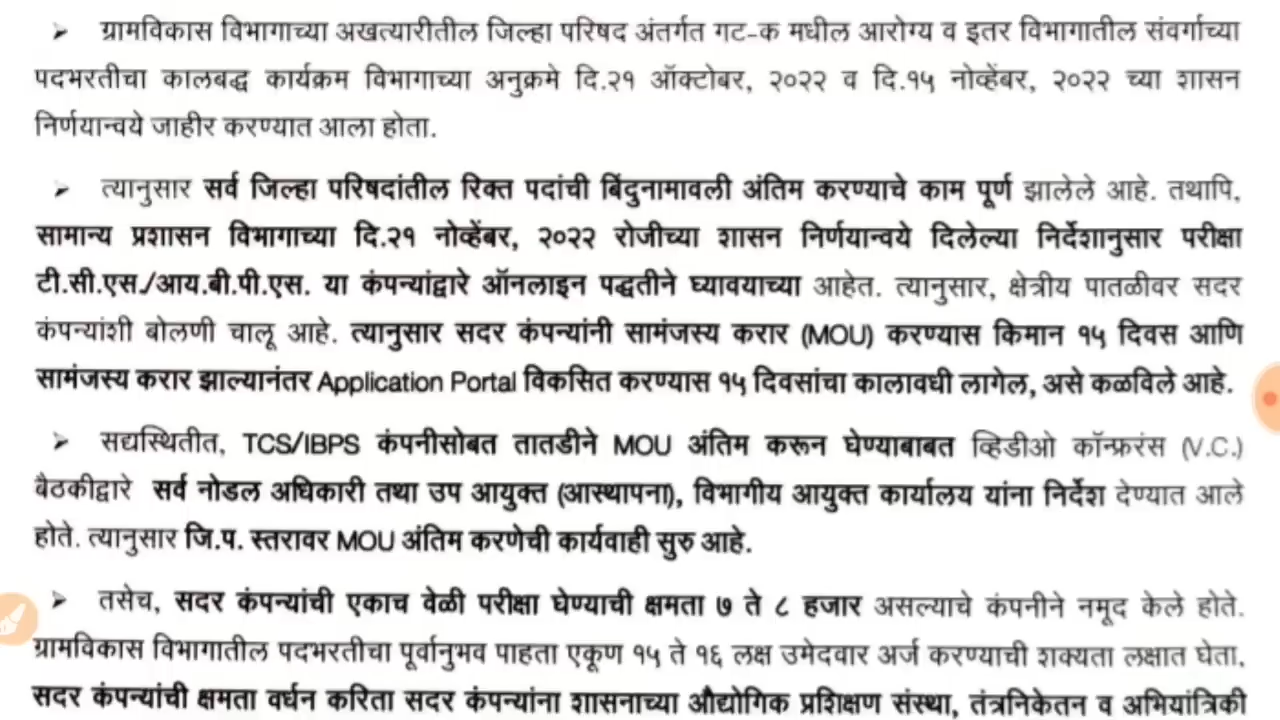 ➢ ग्रामविकास विभागाच्या अखत्यारीतील जिल्हा परिषद अंतर्गत गट-क मधील आरोग्य व इतर विभागातील संवर्गाच्या
पदभरतीचा कालबद्ध कार्यक्रम विभागाच्या अनुक्रमे दि.२१ ऑक्टोबर, २०२२ व दि.१५ नोव्हेंबर, २०२२ च्या शासन
निर्णयान्वये जाहीर करण्यात आला होता.
➢ त्यानुसार सर्व जिल्हा परिषदांतील रिक्त पदांची बिंदुनामावली अंतिम करण्याचे काम पूर्ण झालेले आहे. तथापि,
सामान्य प्रशासन विभागाच्या दि.२१ नोव्हेंबर, २०२२ रोजीच्या शासन निर्णयान्वये दिलेल्या निर्देशानुसार परीक्षा
टी.सी.एस./आय.बी.पी.एस. या कंपन्यांद्वारे ऑनलाइन पद्धतीने घ्यावयाच्या आहेत. त्यानुसार, क्षेत्रीय पातळीवर सदर
कंपन्यांशी बोलणी चालू आहे. त्यानुसार सदर कंपन्यांनी सामंजस्य करार (MOU) करण्यास किमान १५ दिवस आणि
सामंजस्य करार झाल्यानंतर Application Portal विकसित करण्यास १५ दिवसांचा कालावधी लागेल, असे कळविले आहे.
➢ सद्यस्थितीत, TCS/IBPS कंपनीसोबत तातडीने MOU अंतिम करून घेण्याबाबत व्हिडीओ कॉन्फ्ररंस (V.C.)
बैठकीद्वारे सर्व नोडल अधिकारी तथा उप आयुक्त (आस्थापना), विभागीय आयुक्त कार्यालय यांना निर्देश देण्यात आले
होते. त्यानुसार जि.प. स्तरावर MOU अंतिम करणेची कार्यवाही सुरु आहे.
➢ तसेच, सदर कंपन्यांची एकाच वेळी परीक्षा घेण्याची क्षमता ७ ते ८ हजार असल्याचे कंपनीने नमूद केले होते.
ग्रामविकास विभागातील पदभरतीचा पूर्वानुभव पाहता एकूण १५ ते १६ लक्ष उमेदवार अर्ज करण्याची शक्यता लक्षात घेता,
सदर कंपन्यांची क्षमता वर्धन करिता सदर कंपन्यांना शासनाच्या औद्योगिक प्रशिक्षण संस्था, तंत्रनिकेतन व अभियांत्रिकी